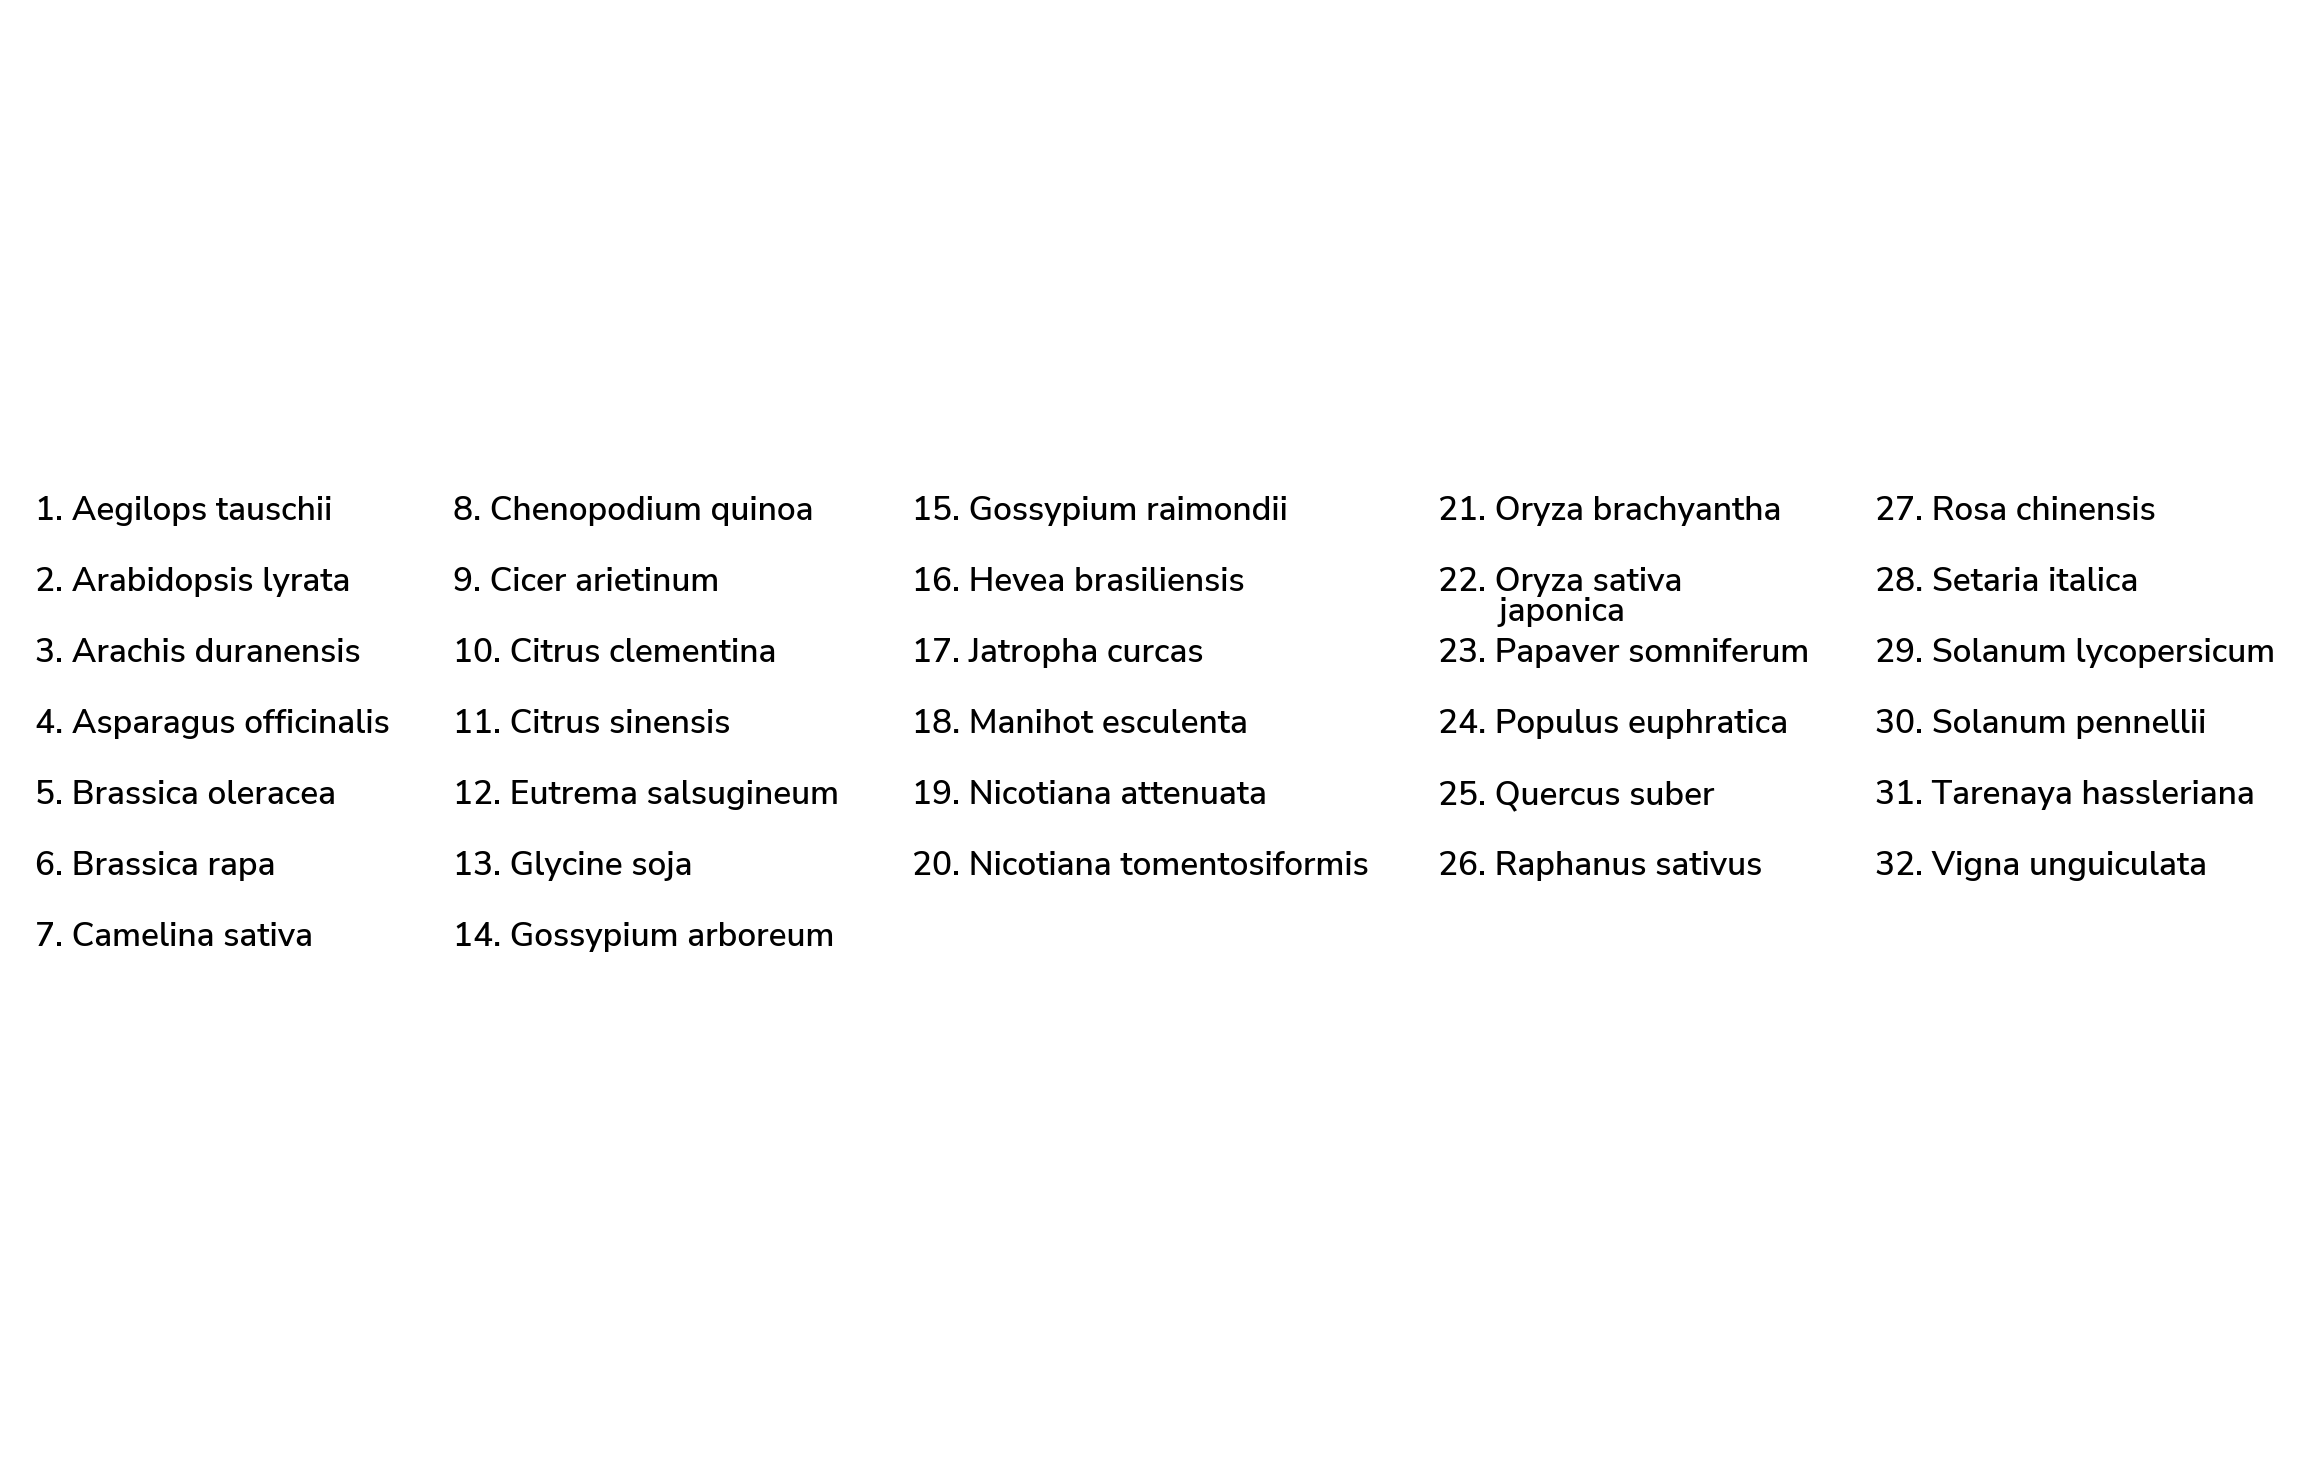 1. Aegilops tauschii
2. Arabidopsis lyrata
3. Arachis duranensis
4. Asparagus officinalis
5. Brassica oleracea
6. Brassica rapa
7. Camelina sativa
8. Chenopodium quinoa
9. Cicer arietinum
10. Citrus clementina
11. Citrus sinensis
12. Eutrema salsugineum
13. Glycine soja
14. Gossypium arboreum
15. Gossypium raimondii
16. Hevea brasiliensis
17. Jatropha curcas
18. Manihot esculenta
19. Nicotiana attenuata
20. Nicotiana tomentosiformis
21. Oryza brachyantha
22. Oryza sativa
japonica
23. Papaver somniferum
24. Populus euphratica
25. Quercus suber
26. Raphanus sativus
27. Rosa chinensis
28. Setaria italica
29. Solanum lycopersicum
30. Solanum pennellii
31. Tarenaya hassleriana
32. Vigna unguiculata